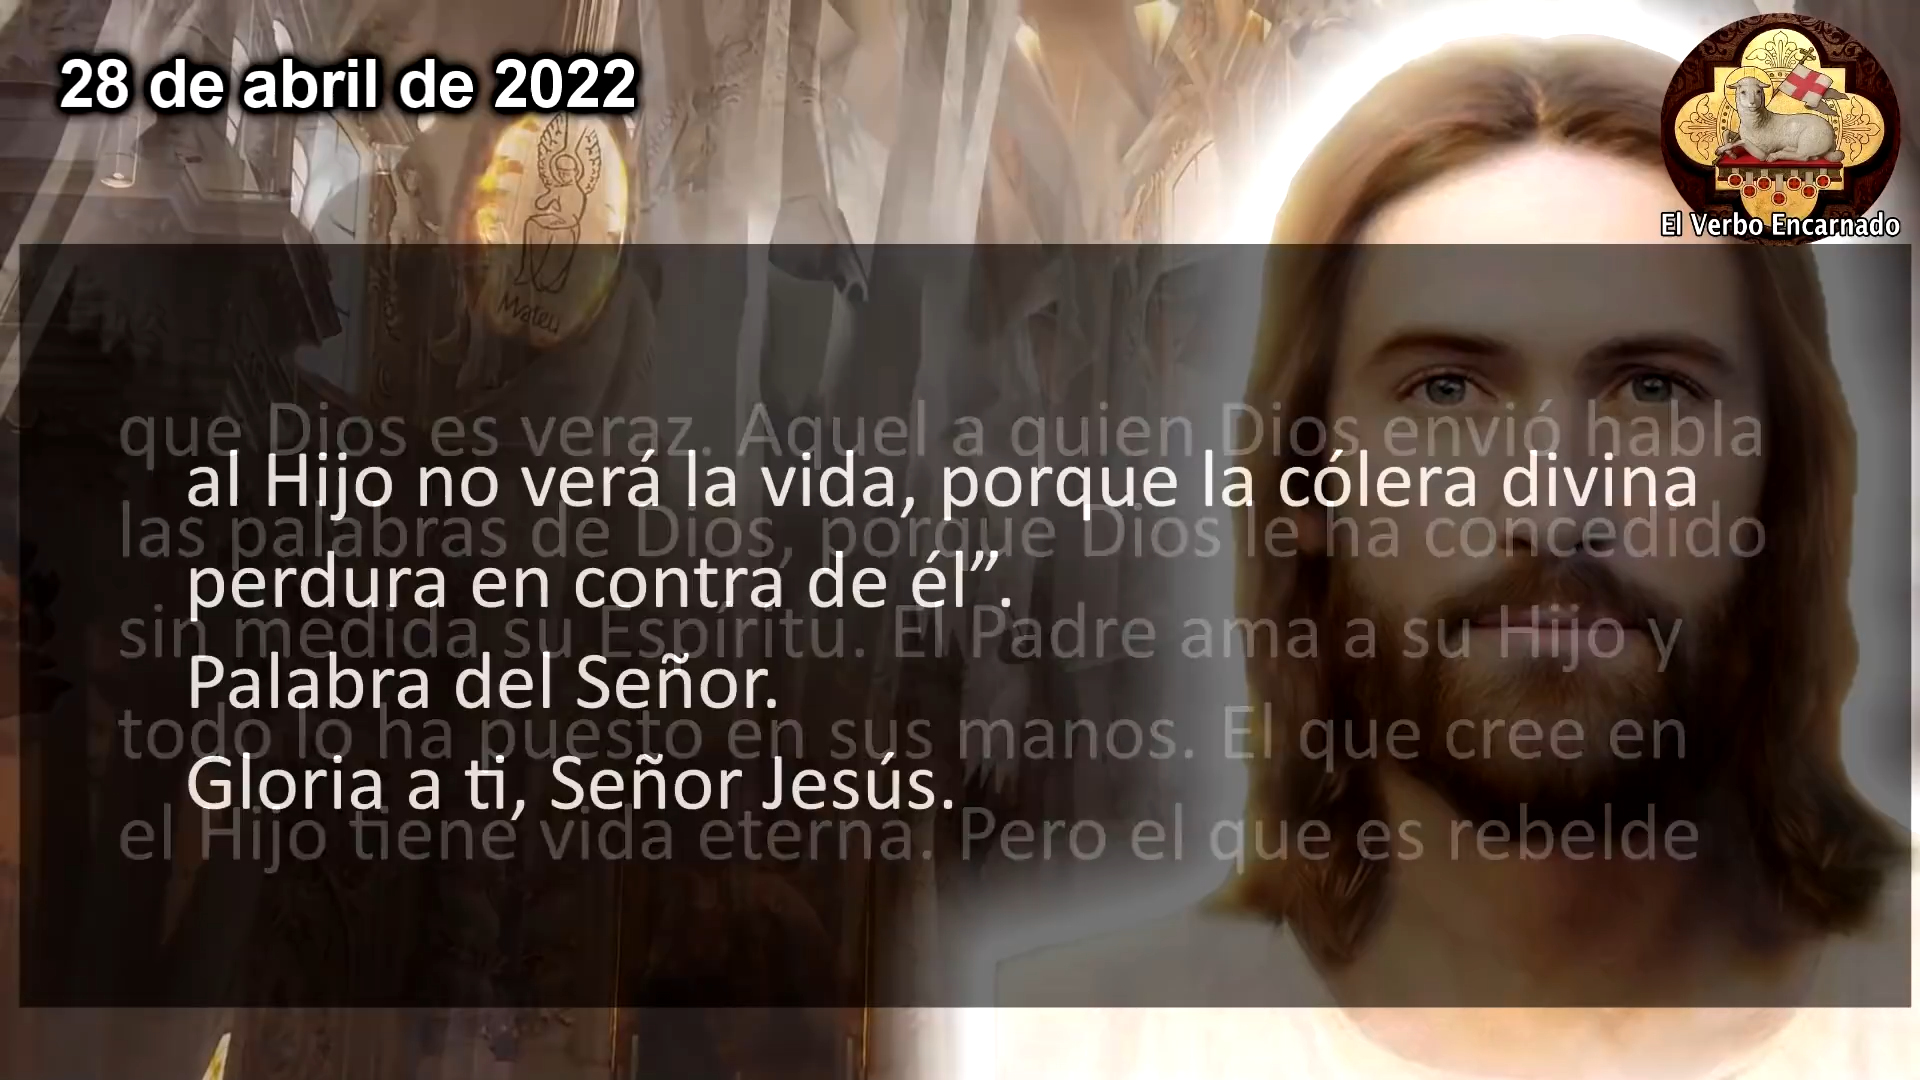 28 de abril de 2022
El Verbo Encarnado
Mateu
que Dios es veraz. Aquel a quien Dios envió habla
las palabras de Dios, porque Dios le ha concedido
sin medida su Espíritu. El Padre ama a su Hijo y
todo lo ha puesto en sus manos. El que cree en
el Hijo tiene vida eterna. Pero el que es rebelde
al Hijo no verá la vida, porque la cólera divina
perdura en contra de él”.
Palabra del Señor.
Gloria a ti, Señor Jesús.